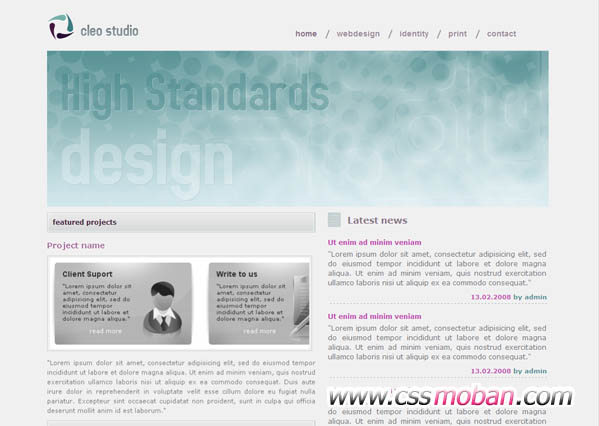 cleo studio
home / webdesign / identity / print / contact
High Standards
design
featured projects
Project name
Client Suport
"Lorem ipsum dolor sit
amet, consectetur
adipisicing elit, sed do
eiusmod tempor
incididunt ut labore et
dolore magna aliqua.
Ut enim ad minim
veniam, quis nostrud
read more
Write to us
"Lorem ipsum dolor sit
amet, consectetur
adipisicing elit, sed do
eiusmod tempor
incididunt ut labore et
dolore magna aliqua.
read more
"Lorem ipsum dolor sit amet, consectetur adipisicing elit, sed do eiusmod tempor
incididunt ut labore et dolore magna aliqua. Ut enim ad minim veniam, quis nostrud
exercitation ullamco laboris nisi ut aliquip ex ea commodo consequat. Duis aute
irure dolor in reprehenderit in voluptate velit esse cillum dolore eu fugiat nulla
pariatur. Excepteur sint occaecat cupidatat non proident, sunt in culpa qui officia
deserunt mollit anim id est laborum."
Latest news
Ut enim ad minim veniam
"Lorem ipsum dolor sit amet, consectetur adipisicing elit, sed
do eiusmod tempor incididunt ut labore et dolore magna
aliqua. Ut enim ad minim veniam, quis nostrud exercitation
ullamco laboris nisi ut aliquip ex ea commodo consequat."
13.02.2008 by admin
Ut enim ad minim veniam
"Lorem ipsum dolor sit amet, consectetur adipisicing elit, sed
do eiusmod tempor incididunt ut labore et dolore magna
aliqua. Ut enim ad minim veniam, quis nostrud exercitation
ullamco laboris nisi ut aliquip ex ea commodo consequat."
13.02.2008 by admin
www.cssmoban.com
aliqua. Ut enim ad minim veniam, quis nostrud exercitation